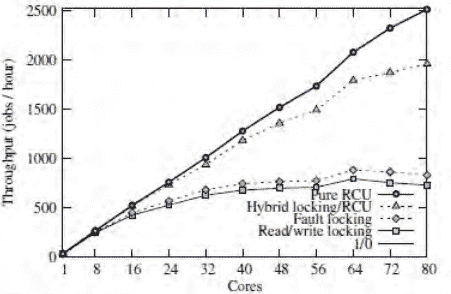 2500
2000
1500
1000
500
0
Throughput (jobs / hour)
Pure RCU
Hybrid locking/RCU
Fault locking
Read/write locking
1/0
1 8 16 24 32 40 48 56 64 72 80
Cores